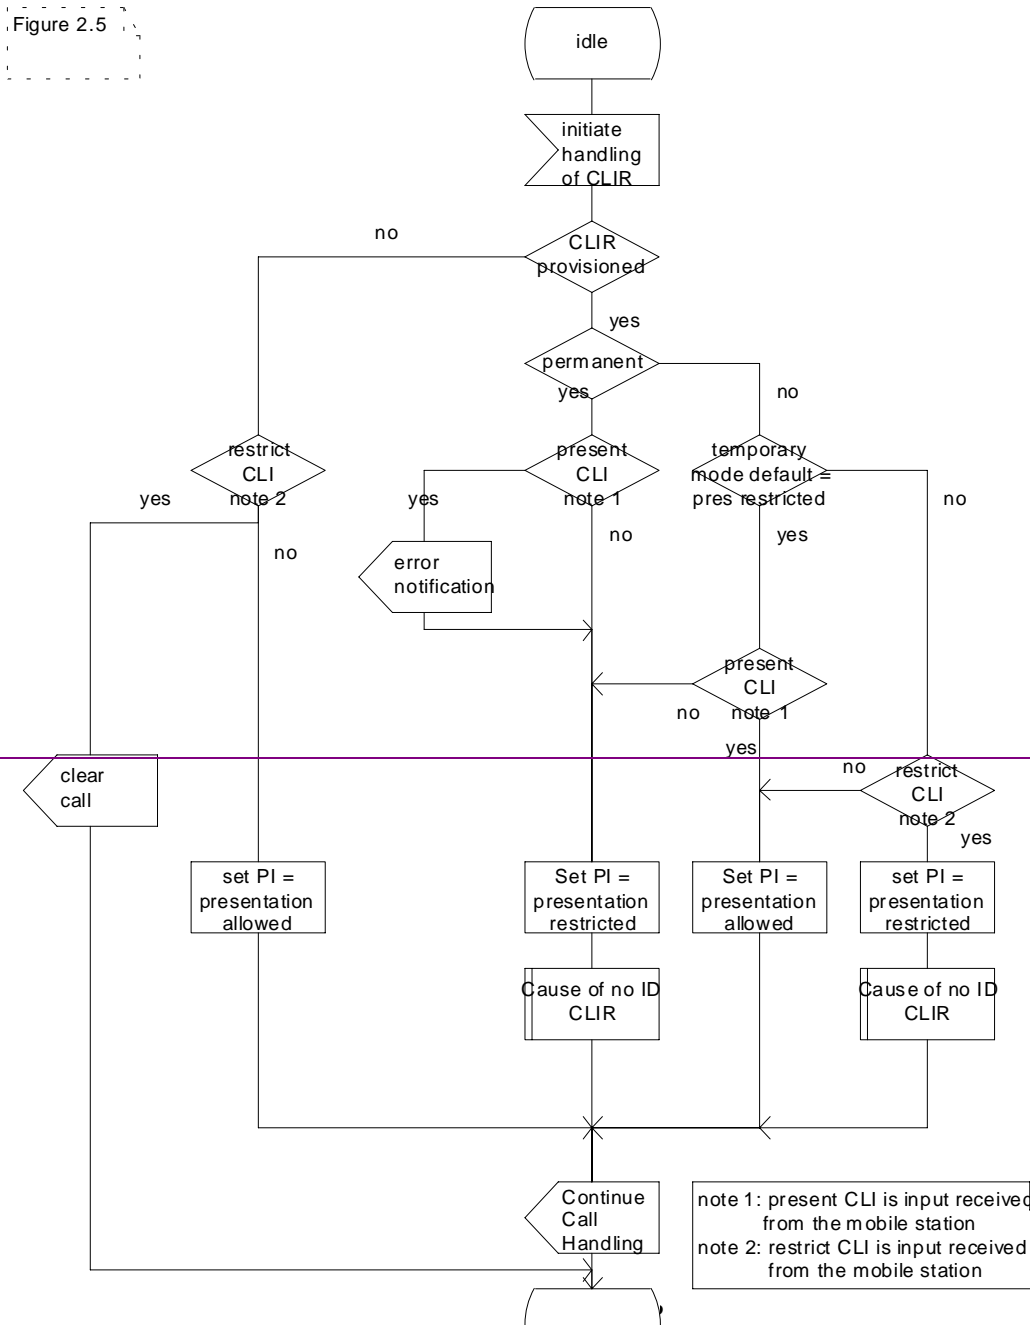 Figure 2.5
idle
initiate
handling
of CLIR
no
CLIR
provisioned
yes
permanent
yes
no
restrict
CLI
note 2
present
CLI
note 1
temporary
mode default =
pres restricted
yes
yes
no
no
yes
no
error
notification
present
CLI
note 1
no
yes
clear
call
no
restrict
CLI
note 2
yes
set PI =
presentation
allowed
Set PI =
presentation
restricted
Set PI =
presentation
allowed
set PI =
presentation
restricted
Cause of no ID
CLIR
Cause of no ID
CLIR
Continue
Call
Handling
note 1: present CLI is input received
from the mobile station
note 2: restrict CLI is input received
from the mobile station